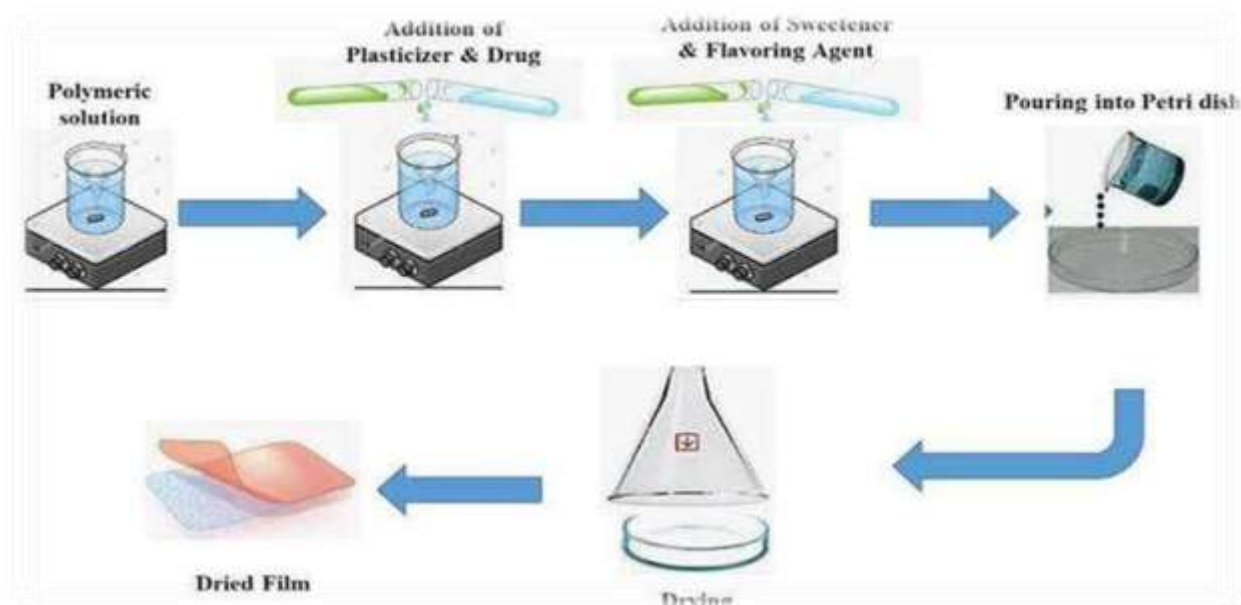 Polymeric
solution
Addition of
Plasticizer & Drug
Addition of Sweetener
& Flavoring Agent
Pouring into Petri dish
Drying
Dried Film